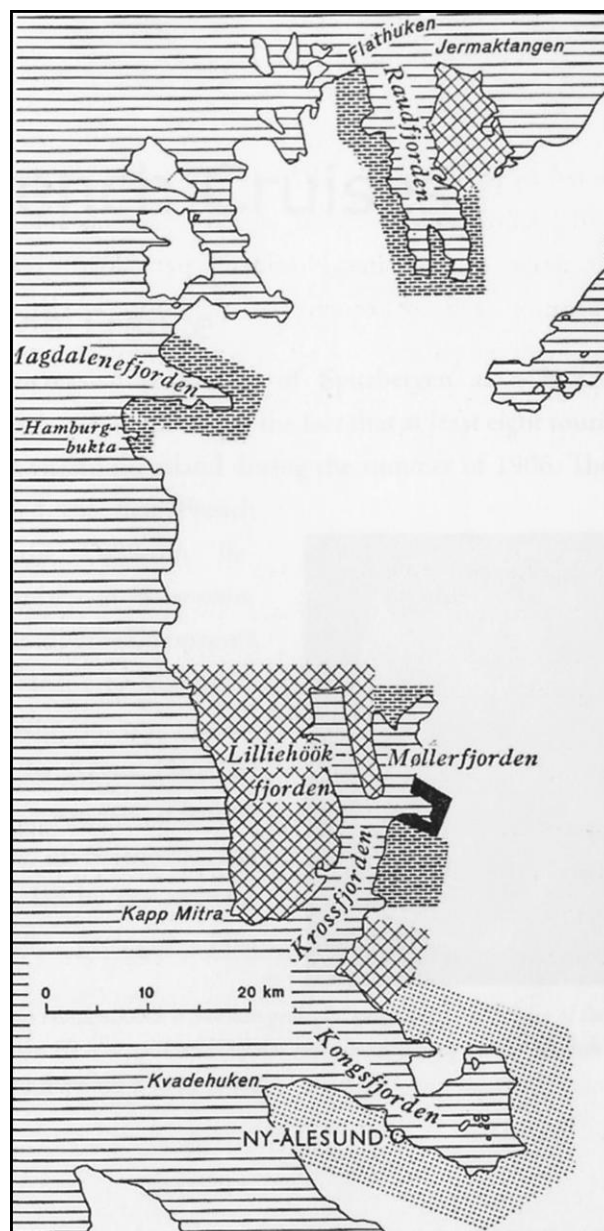 Flathuken
Jermaktangen
Raudfjorden
Magdalenefjorden
Hamburg-
bukta
Lilliehöök
fjorden
Møllerfjorden
Krossfjorden
Kapp Mitra
0 10 20 km
Kongsfjorden
Kvadehuken
NY-ÅLESUND